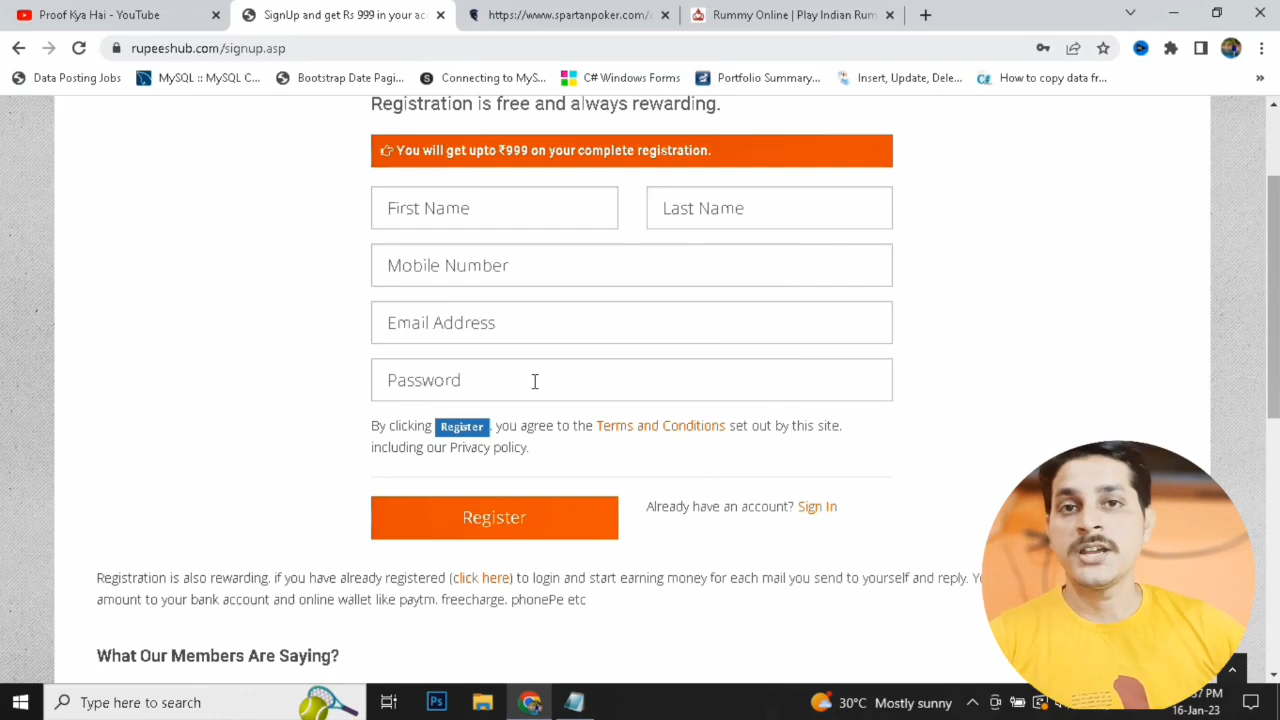 Proof Kya Hai - YouTube
SignUp and get Rs 999 in your acc
https://www.spartanpoker.com/c
Rummy Online | Play Indian Rum
rupeeshub.com/signup.asp
Data Posting Jobs
MySQL :: MySQL C...
Bootstrap Date Pagi...
Connecting to MyS...
C# Windows Forms
Portfolio Summary...
Insert, Update, Dele...
How to copy data fr...
Registration is free and always rewarding.
You will get upto ₹999 on your complete registration.
First Name
Last Name
Mobile Number
Email Address
Password
By clicking Register, you agree to the Terms and Conditions set out by this site,
including our Privacy policy.
Register
Already have an account? Sign In
Registration is also rewarding, if you have already registered (click here) to login and start earning money for each mail you send to yourself and reply.
amount to your bank account and online wallet like paytm, freecharge, phonePe etc
What Our Members Are Saying?
Type here to search
Ps
30°C Mostly sunny
37 PM
16-Jan-23